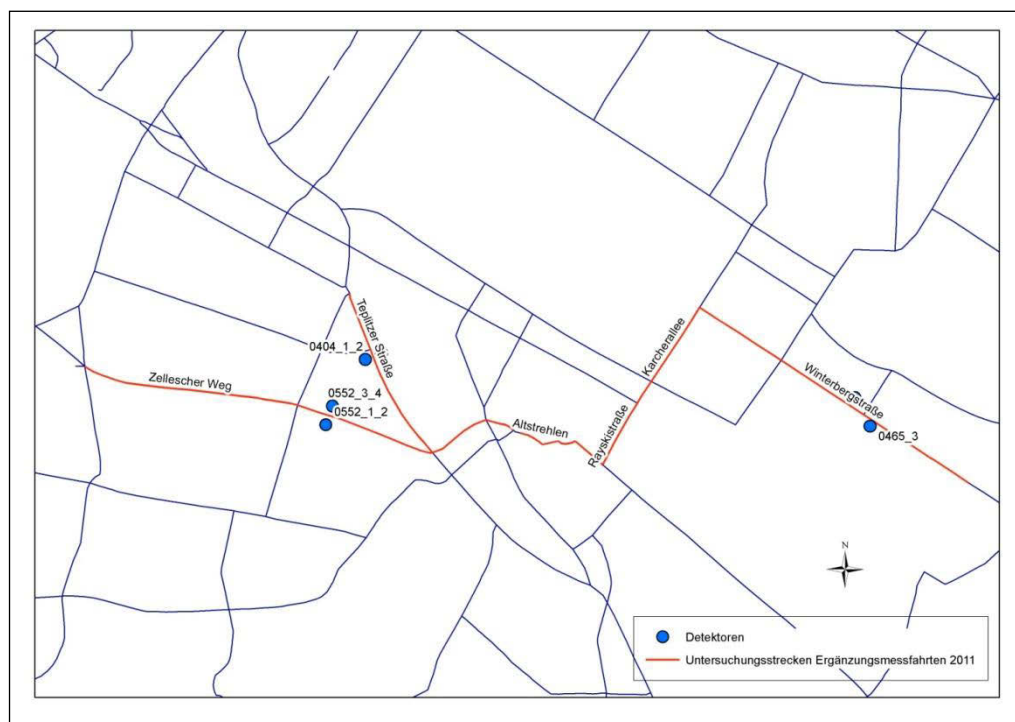 Teplitzer Straße
0404_1_2
Karcherallee
Winterbergstraße
Zellescher Weg
0552_3_4
0552_1_2
Altstrehlen
Rayskistraße
0465_3
N
Detektoren
Untersuchungsstrecken Ergänzungsmessfahrten 2011